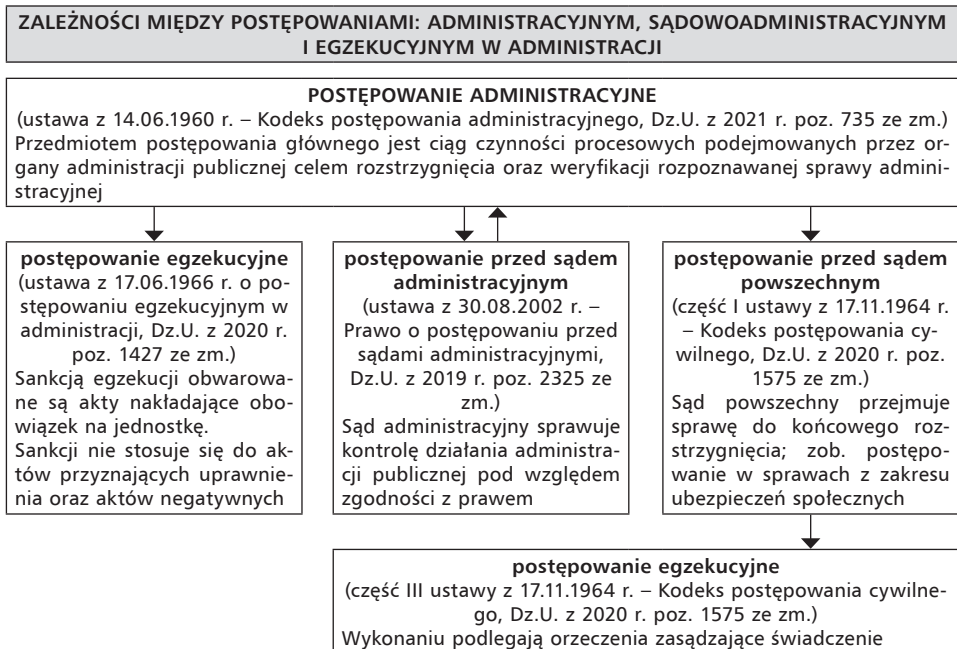 ZALEŻNOŚCI MIĘDZY POSTĘPOWANIAMI: ADMINISTRACYJNYM, SĄDOWOADMINISTRACYJNYM
I EGZEKUCYJNYM W ADMINISTRACJI
POSTĘPOWANIE ADMINISTRACYJNE
(ustawa z 14.06.1960 r. – Kodeks postępowania administracyjnego, Dz.U. z 2021 r. poz. 735 ze zm.)
Przedmiotem postępowania głównego jest ciąg czynności procesowych podejmowanych przez or-
gany administracji publicznej celem rozstrzygnięcia oraz weryfikacji rozpoznawanej sprawy admini-
stracyjnej
postępowanie egzekucyjne
(ustawa z 17.06.1966 r. o po-
stępowaniu egzekucyjnym w
administracji, Dz.U. z 2020 r.
poz. 1427 ze zm.)
Sankcją egzekucji obwarowa-
ne są akty nakładające obo-
wiązek na jednostkę.
Sankcji nie stosuje się do ak-
tów przyznających uprawnie-
nia oraz aktów negatywnych
postępowanie przed sądem
administracyjnym
(ustawa z 30.08.2002 r. –
Prawo o postępowaniu przed
sądami administracyjnymi,
Dz.U. z 2019 r. poz. 2325 ze
zm.)
Sąd administracyjny sprawuje
kontrolę działania administra-
cji publicznej pod względem
zgodności z prawem
postępowanie przed sądem
powszechnym
(część I ustawy z 17.11.1964 r.
– Kodeks postępowania cy-
wilnego, Dz.U. z 2020 r. poz.
1575 ze zm.)
Sąd powszechny przejmuje
sprawę do końcowego roz-
strzygnięcia; zob. postępo-
wanie w sprawach z zakresu
ubezpieczeń społecznych
postępowanie egzekucyjne
(część III ustawy z 17.11.1964 r. – Kodeks postępowania cywilne-
go, Dz.U. z 2020 r. poz. 1575 ze zm.)
Wykonaniu podlegają orzeczenia zasądzające świadczenie